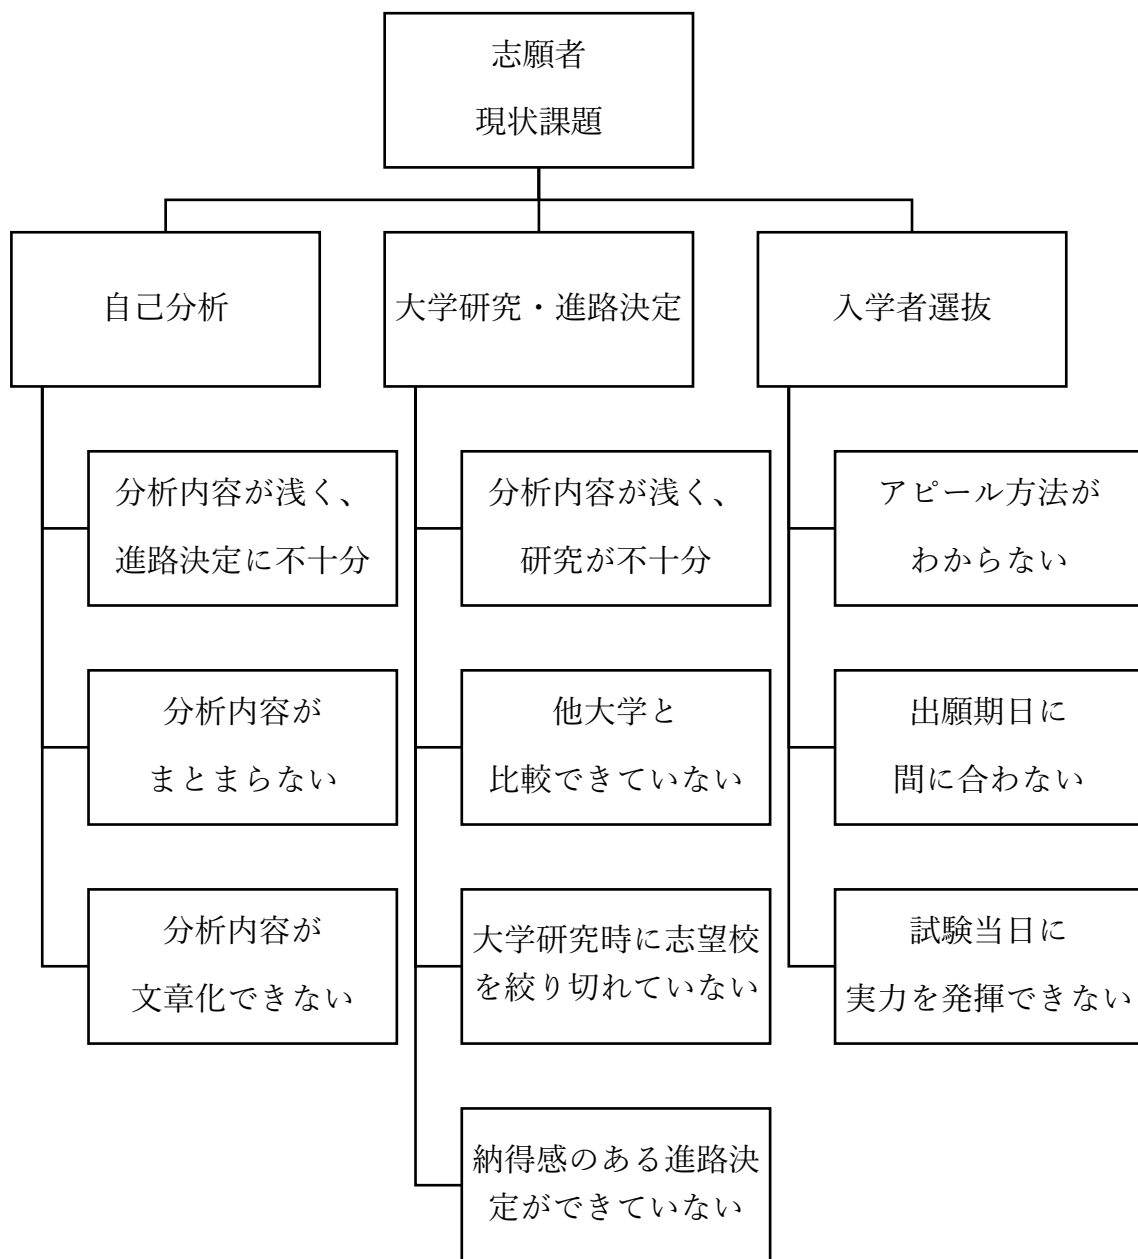 志願者
現状課題
自己分析
大学研究・進路決定
入学者選抜
分析内容が浅く、
進路決定に不十分
分析内容が
まとまらない
分析内容が
文章化できない
分析内容が浅く、
研究が不十分
他大学と
比較できていない
大学研究時に志望校
を絞り切れていない
納得感のある進路決
定ができていない
アピール方法が
わからない
出願期日に
間に合わない
試験当日に
実力を発揮できない